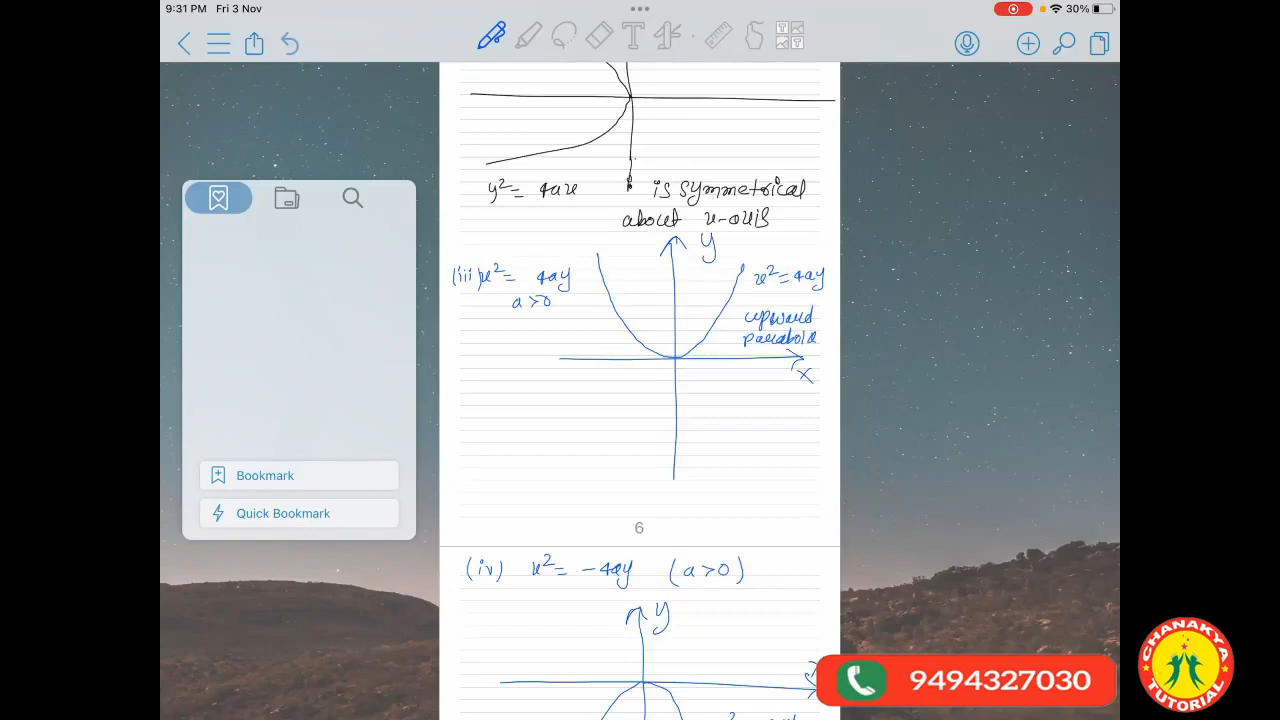 9:31 PM Fri 3 Nov
30%
y² = 4ax is symmetrical
about x-axis
y
(iii) x² = 4ay
a>0
x² = 4ay
upward
parabola
x
Bookmark
Quick Bookmark
6
(iv) x² = -4ay (a>0)
y
9494327030
CHANAKYA
TUTORIAL